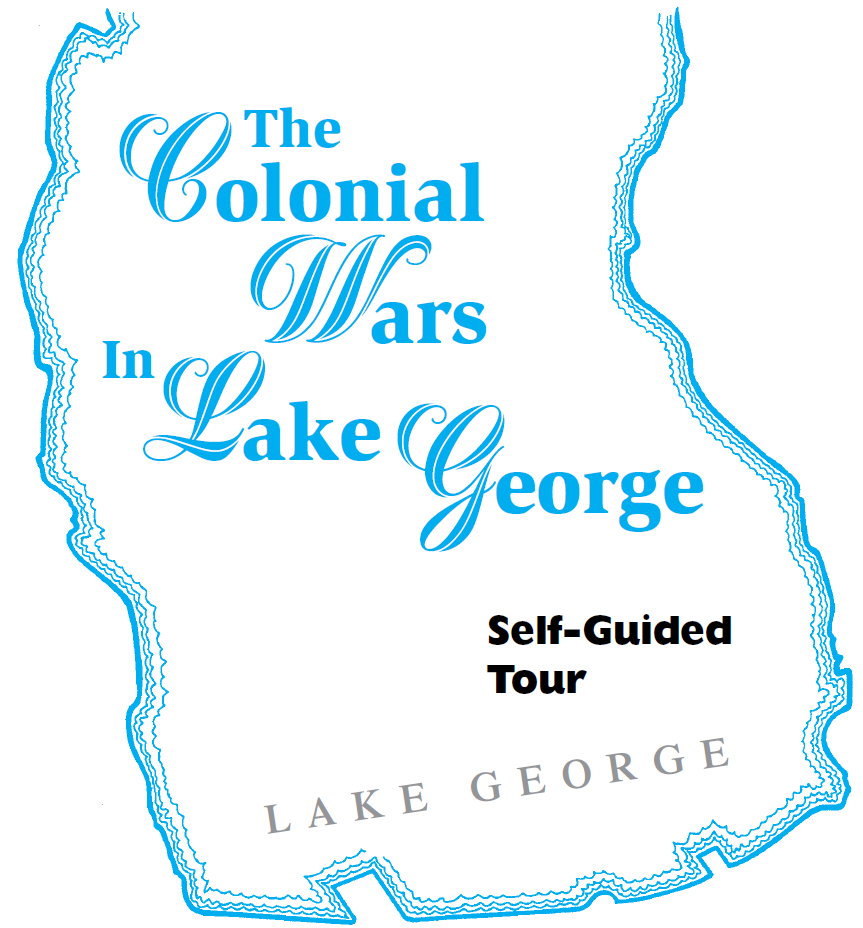 The
Colonial
Wars
In Lake George
Self-Guided
Tour
LAKE GEORGE